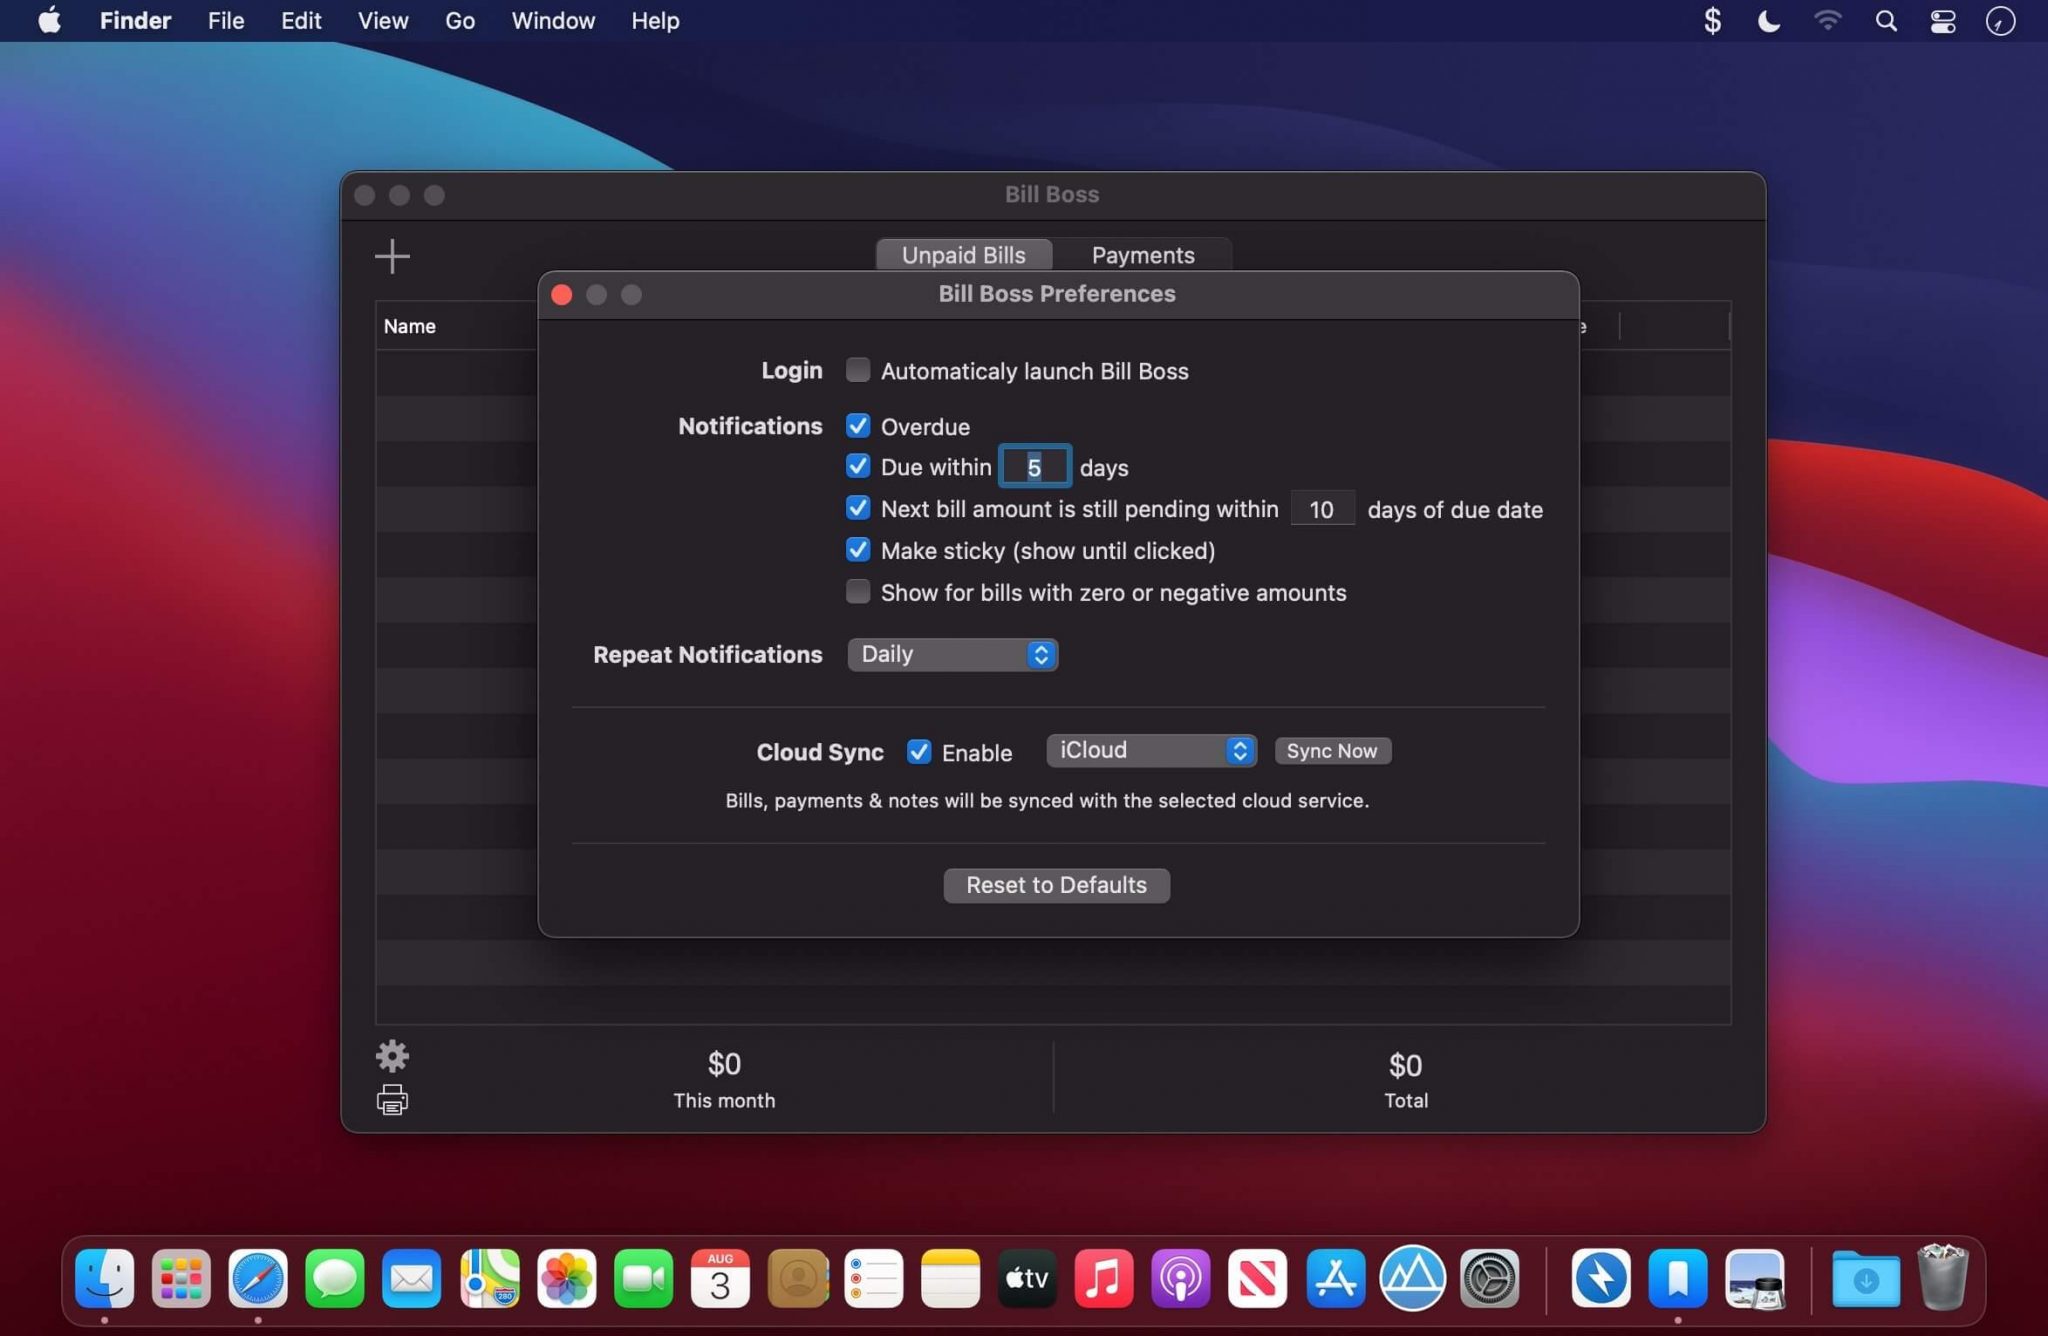 Finder File Edit View Go Window Help $
Bill Boss
Unpaid Bills Payments
Bill Boss Preferences
Name e
Login Automaticaly launch Bill Boss
Notifications Overdue
Due within 5 days
Next bill amount is still pending within 10 days of due date
Make sticky (show until clicked)
Show for bills with zero or negative amounts
Repeat Notifications Daily
Cloud Sync Enable iCloud Sync Now
Bills, payments & notes will be synced with the selected cloud service.
Reset to Defaults
$0 $0
This month Total
AUG
3
tv
280